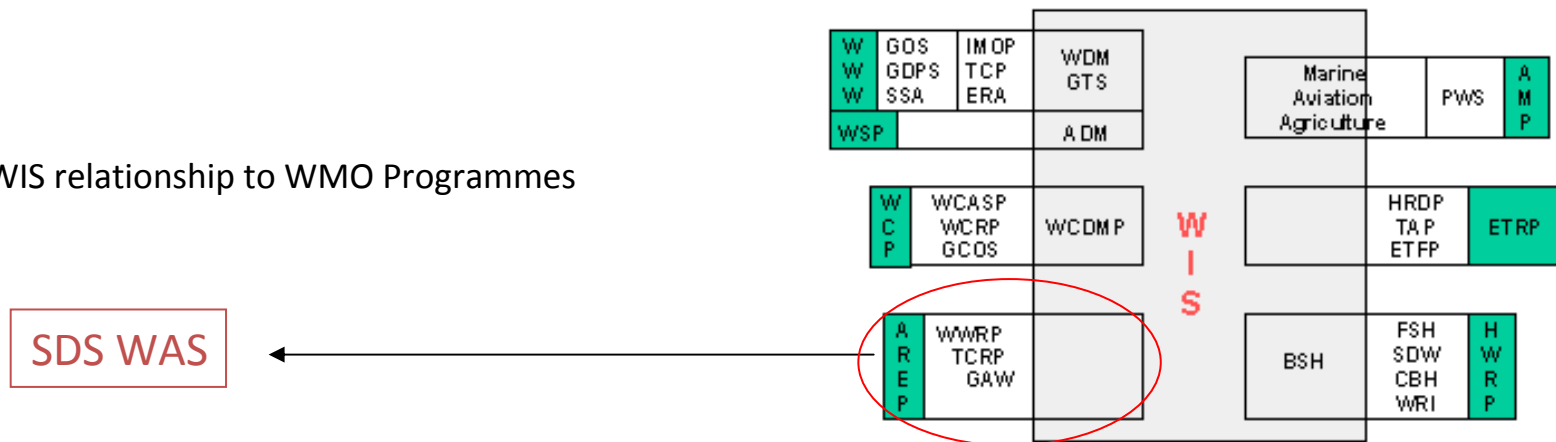 W
W
W
GOS
GDPS
SSA
IMOP
TCP
ERA
WDM
GTS
WSP
ADM
Marine
Aviation
Agriculture
PWS
A
M
P
WIS relationship to WMO Programmes
W
C
P
WCASP
WCRP
GCOS
WCDMP
W
I
S
HRDP
TAP
ETFP
ETRP
SDS WAS
A
R
E
P
WWRP
TCRP
GAW
BSH
FSH
SDW
CBH
WRI
H
W
R
P